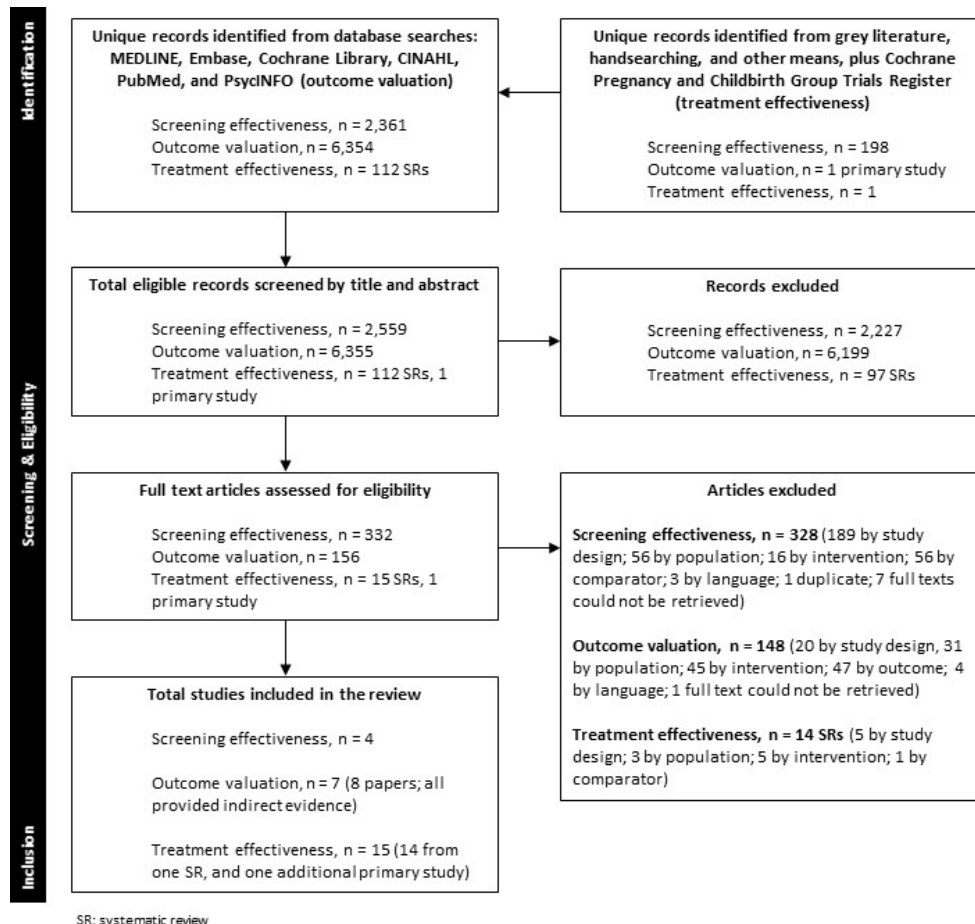 Identification
Unique records identified from database searches:
MEDLINE, Embase, Cochrane Library, CINAHL,
PubMed, and PsycINFO (outcome valuation)
Screening effectiveness, n = 2,361
Outcome valuation, n = 6,354
Treatment effectiveness, n = 112 SRs
Unique records identified from grey literature,
handsearching, and other means, plus Cochrane
Pregnancy and Childbirth Group Trials Register
(treatment effectiveness)
Screening effectiveness, n = 198
Outcome valuation, n = 1 primary study
Treatment effectiveness, n = 1
Screening & Eligibility
Total eligible records screened by title and abstract
Screening effectiveness, n = 2,559
Outcome valuation, n = 6,355
Treatment effectiveness, n = 112 SRs, 1
primary study
Records excluded
Screening effectiveness, n = 2,227
Outcome valuation, n = 6,199
Treatment effectiveness, n = 97 SRs
Full text articles assessed for eligibility
Screening effectiveness, n = 332
Outcome valuation, n = 156
Treatment effectiveness, n = 15 SRs, 1
primary study
Articles excluded
Screening effectiveness, n = 328 (189 by study
design; 56 by population; 16 by intervention; 56
by comparator; 3 by language; 1 duplicate; 7 full texts
could not be retrieved)
Outcome valuation, n = 148 (20 by study design, 31
by population; 45 by intervention; 47 by outcome; 4
by language; 1 full text could not be retrieved)
Treatment effectiveness, n = 14 SRs (5 by study
design; 3 by population; 5 by intervention; 1 by
comparator)
Inclusion
Total studies included in the review
Screening effectiveness, n = 4
Outcome valuation, n = 7 (8 papers; all
provided indirect evidence)
Treatment effectiveness, n = 15 (14 from
one SR, and one additional primary study)
SR: systematic review